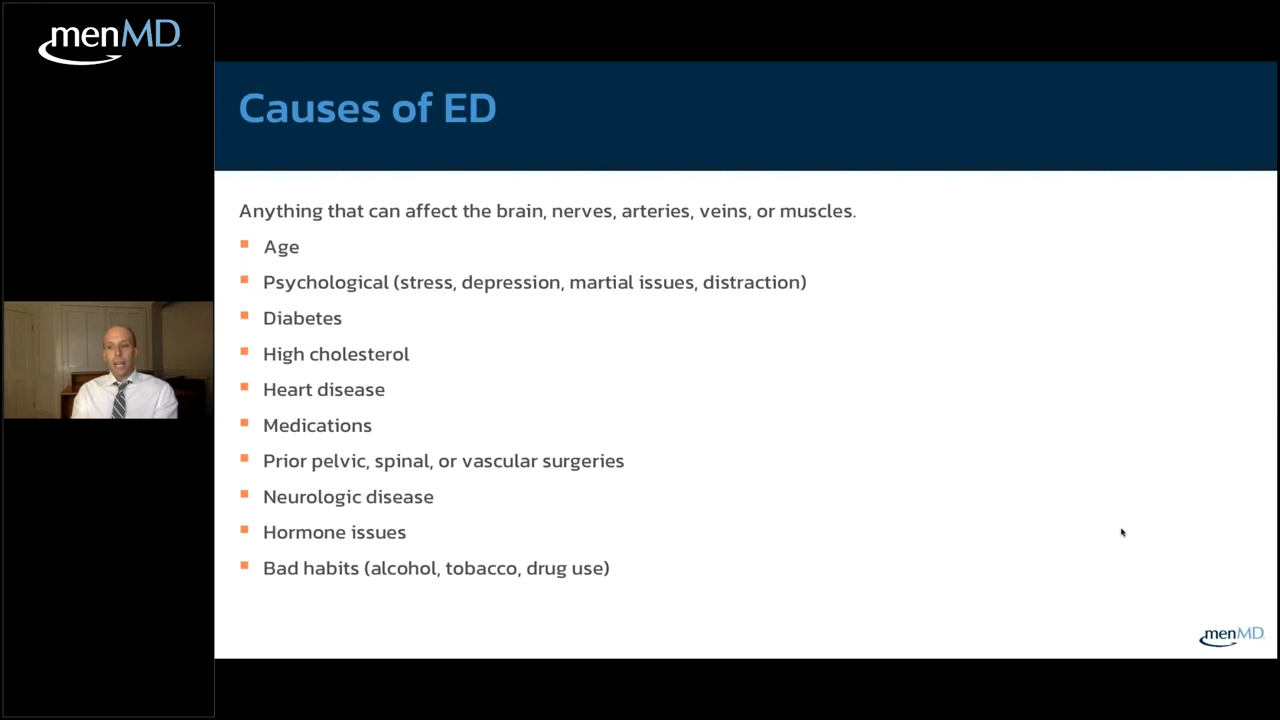 menMD
Causes of ED
Anything that can affect the brain, nerves, arteries, veins, or muscles.
Age
Psychological (stress, depression, martial issues, distraction)
Diabetes
High cholesterol
Heart disease
Medications
Prior pelvic, spinal, or vascular surgeries
Neurologic disease
Hormone issues
Bad habits (alcohol, tobacco, drug use)
menMD